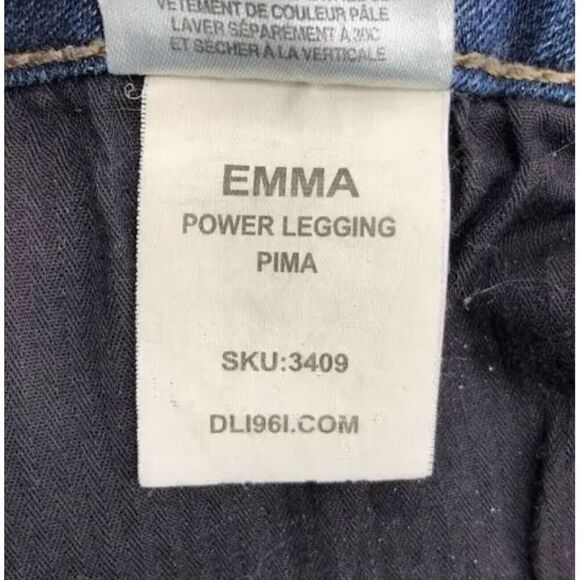 VÊTEMENT DE COULEUR PÂLE
LAVER SÉPARÉMENT A 30C
ET SÉCHER A LA VERTICALE
EMMA
POWER LEGGING
PIMA
SKU:3409
DLI96I.COM